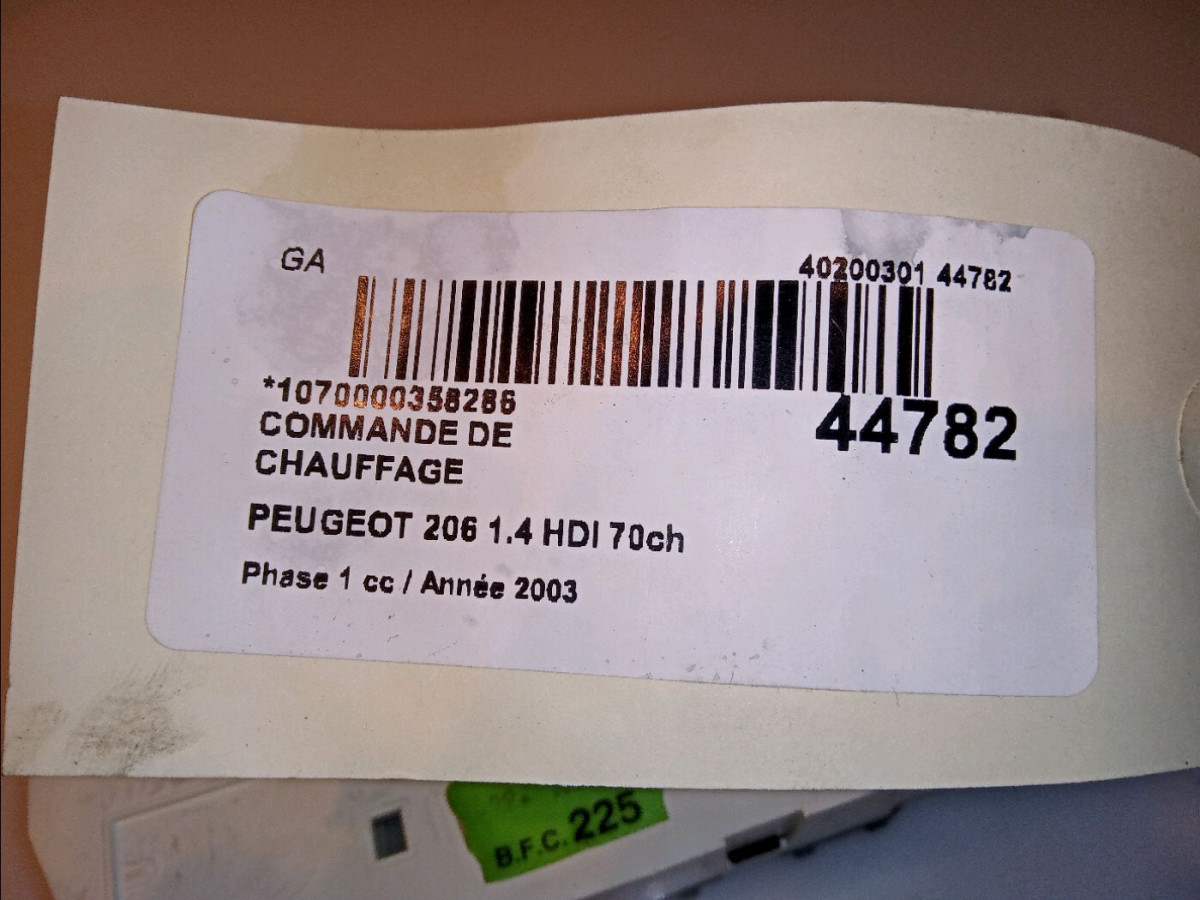 GA
40200301 44782
*1070000358286
44782
COMMANDE DE
CHAUFFAGE
PEUGEOT 206 1.4 HDI 70ch
Phase 1 cc / Année 2003
B.F.C. 225